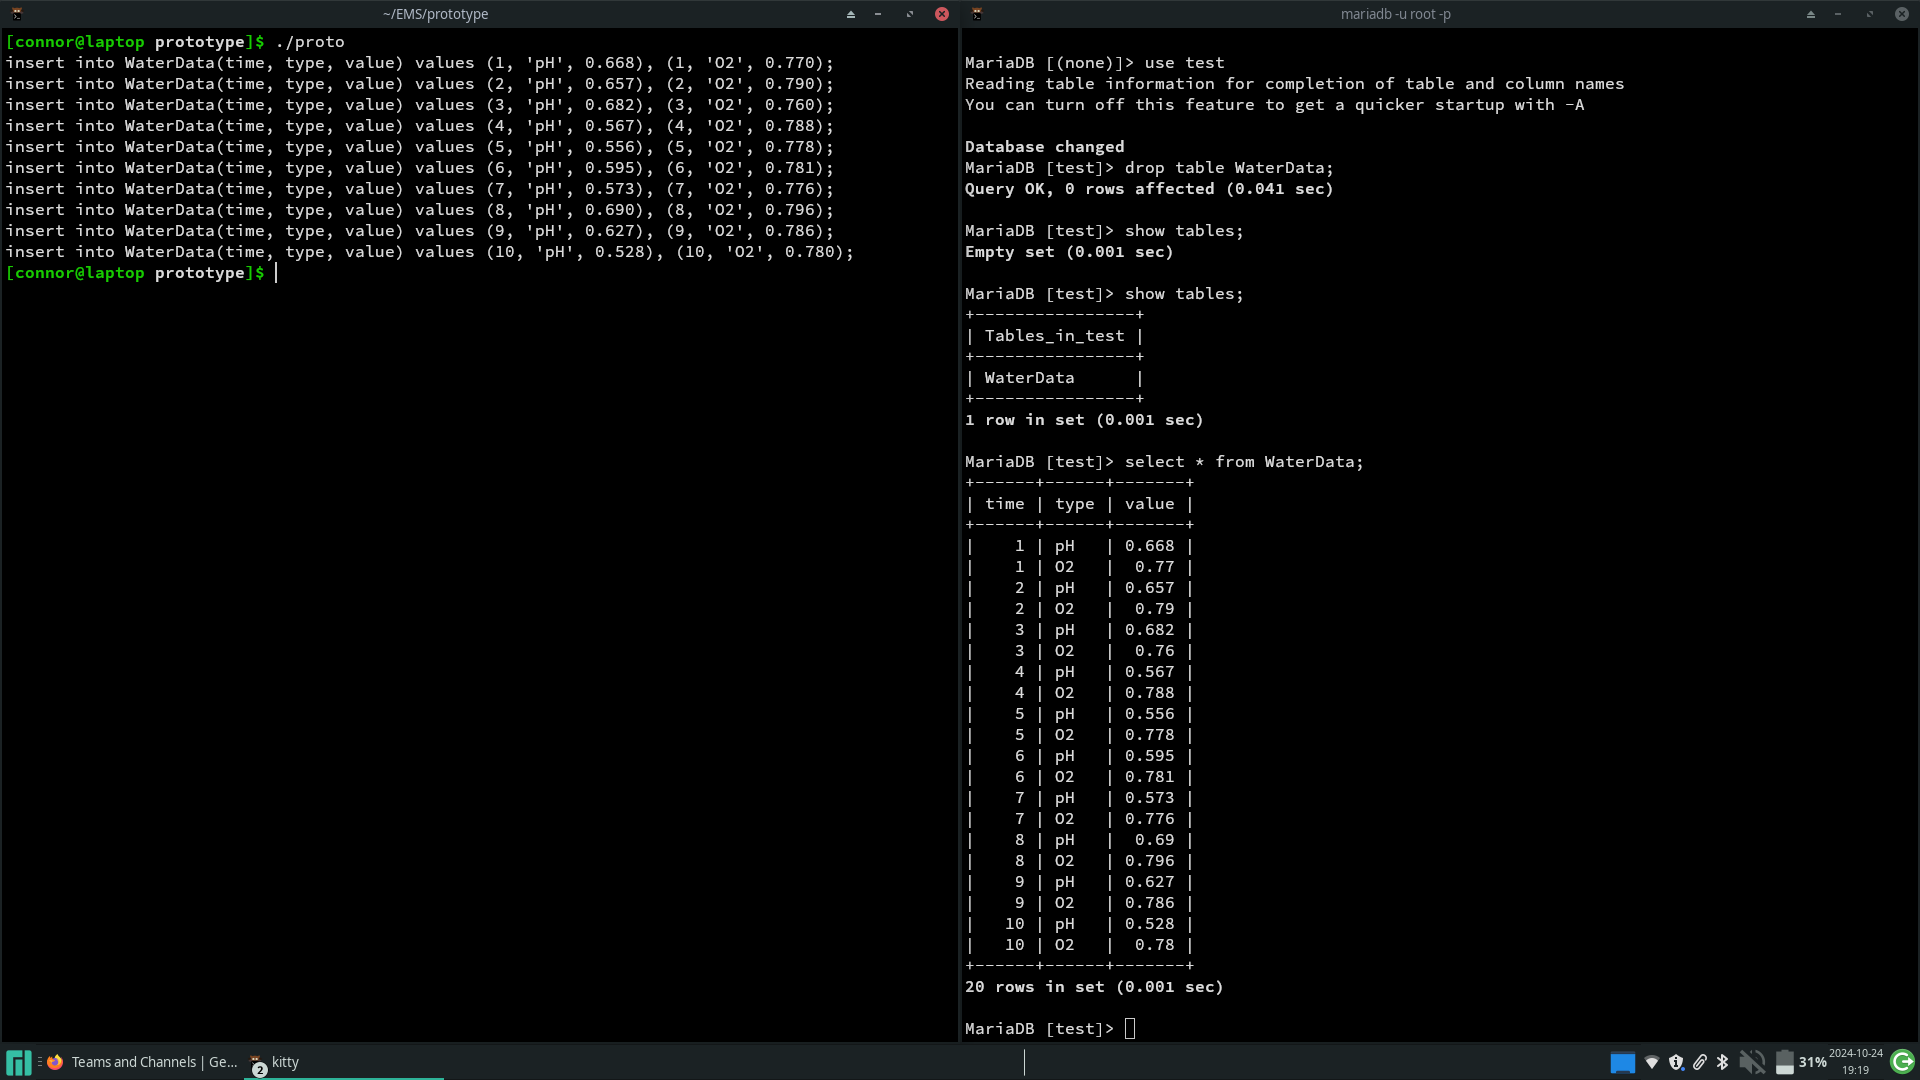 ~/EMS/prototype
[connor@laptop prototype]$ ./proto
insert into WaterData(time, type, value) values (1, 'pH', 0.668), (1, 'O2', 0.770);
insert into WaterData(time, type, value) values (2, 'pH', 0.657), (2, 'O2', 0.790);
insert into WaterData(time, type, value) values (3, 'pH', 0.682), (3, 'O2', 0.760);
insert into WaterData(time, type, value) values (4, 'pH', 0.567), (4, 'O2', 0.788);
insert into WaterData(time, type, value) values (5, 'pH', 0.556), (5, 'O2', 0.778);
insert into WaterData(time, type, value) values (6, 'pH', 0.595), (6, 'O2', 0.781);
insert into WaterData(time, type, value) values (7, 'pH', 0.573), (7, 'O2', 0.776);
insert into WaterData(time, type, value) values (8, 'pH', 0.690), (8, 'O2', 0.796);
insert into WaterData(time, type, value) values (9, 'pH', 0.627), (9, 'O2', 0.786);
insert into WaterData(time, type, value) values (10, 'pH', 0.528), (10, 'O2', 0.780);
[connor@laptop prototype]$
mariadb -u root -p
MariaDB [(none)]> use test
Reading table information for completion of table and column names
You can turn off this feature to get a quicker startup with -A
Database changed
MariaDB [test]> drop table WaterData;
Query OK, 0 rows affected (0.041 sec)
MariaDB [test]> show tables;
Empty set (0.001 sec)
MariaDB [test]> show tables;
+----------------+
| Tables_in_test |
+----------------+
| WaterData      |
+----------------+
1 row in set (0.001 sec)
MariaDB [test]> select * from WaterData;
+------+------+-------+
| time | type | value |
+------+------+-------+
|    1 | pH   | 0.668 |
|    1 | O2   |  0.77 |
|    2 | pH   | 0.657 |
|    2 | O2   |  0.79 |
|    3 | pH   | 0.682 |
|    3 | O2   |  0.76 |
|    4 | pH   | 0.567 |
|    4 | O2   | 0.788 |
|    5 | pH   | 0.556 |
|    5 | O2   | 0.778 |
|    6 | pH   | 0.595 |
|    6 | O2   | 0.781 |
|    7 | pH   | 0.573 |
|    7 | O2   | 0.776 |
|    8 | pH   |  0.69 |
|    8 | O2   | 0.796 |
|    9 | pH   | 0.627 |
|    9 | O2   | 0.786 |
|   10 | pH   | 0.528 |
|   10 | O2   |  0.78 |
+------+------+-------+
20 rows in set (0.001 sec)
MariaDB [test]>
Teams and Channels | Ge...
2 kitty
31%
2024-10-24
19:19